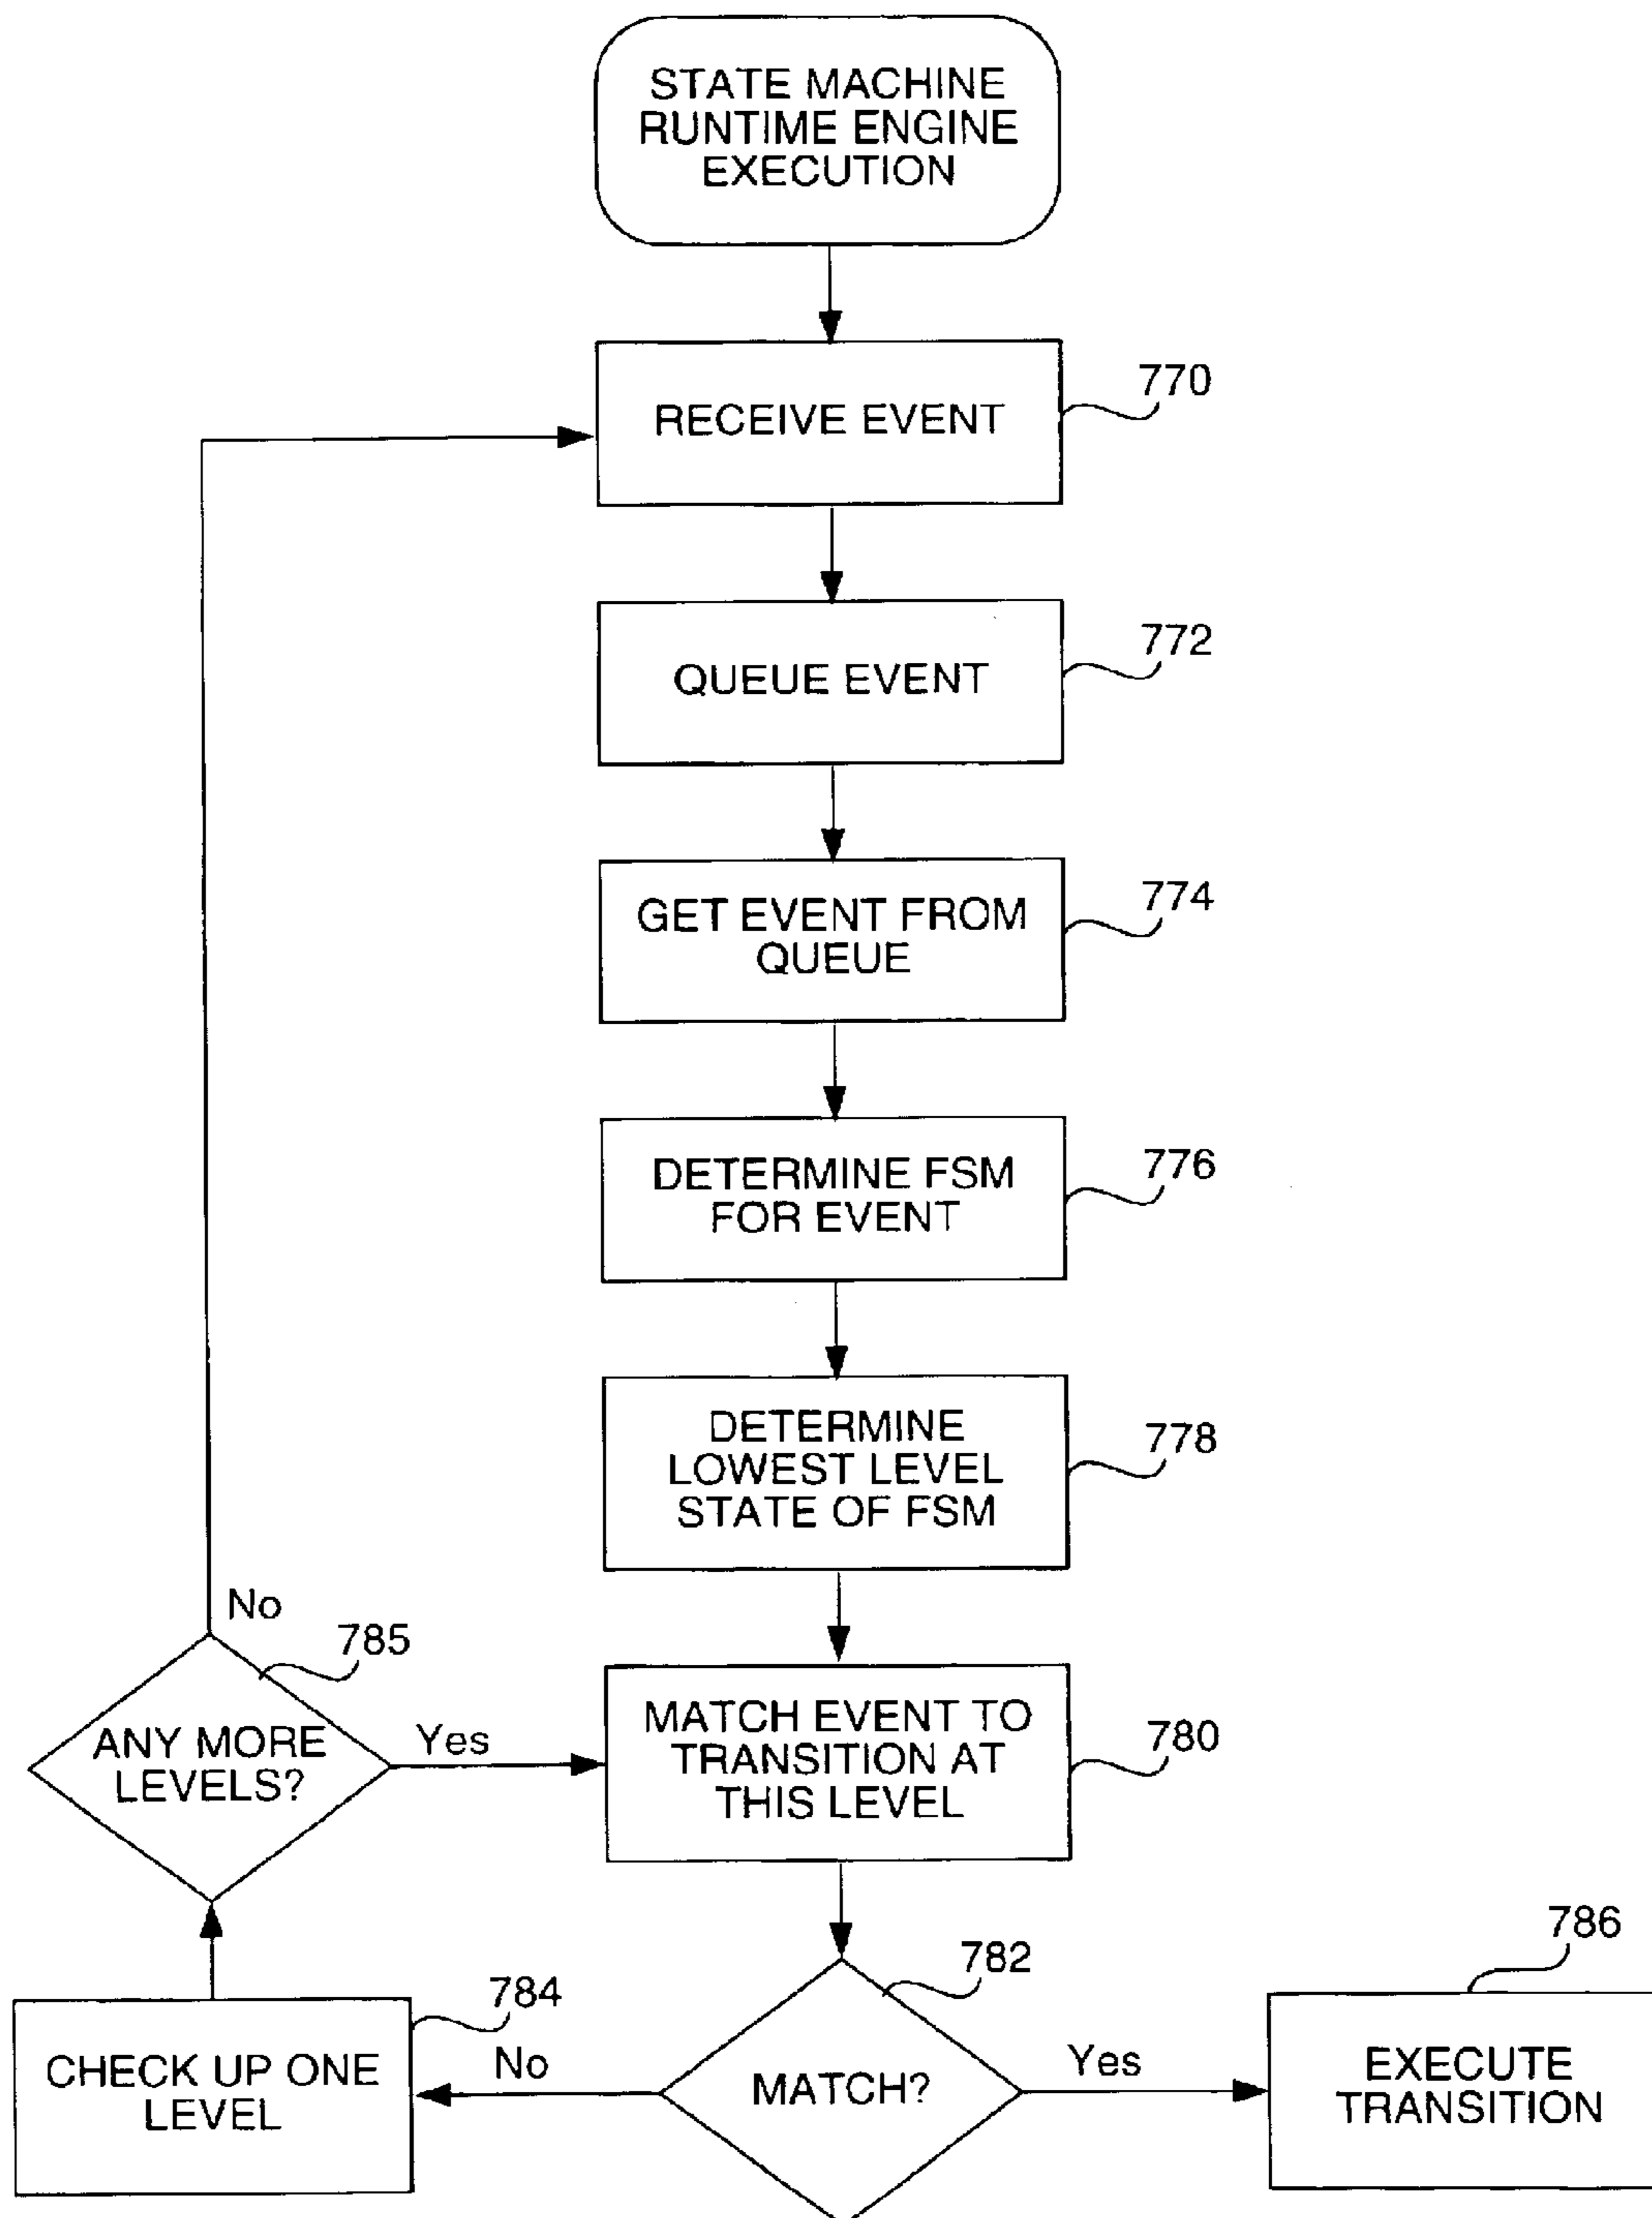 STATE MACHINE
RUNTIME ENGINE
EXECUTION
770
RECEIVE EVENT
772
QUEUE EVENT
774
GET EVENT FROM
QUEUE
776
DETERMINE FSM
FOR EVENT
778
DETERMINE
LOWEST LEVEL
STATE OF FSM
No
785
ANY MORE
LEVELS?
Yes
780
MATCH EVENT TO
TRANSITION AT
THIS LEVEL
782
MATCH?
No
784
CHECK UP ONE
LEVEL
Yes
786
EXECUTE
TRANSITION